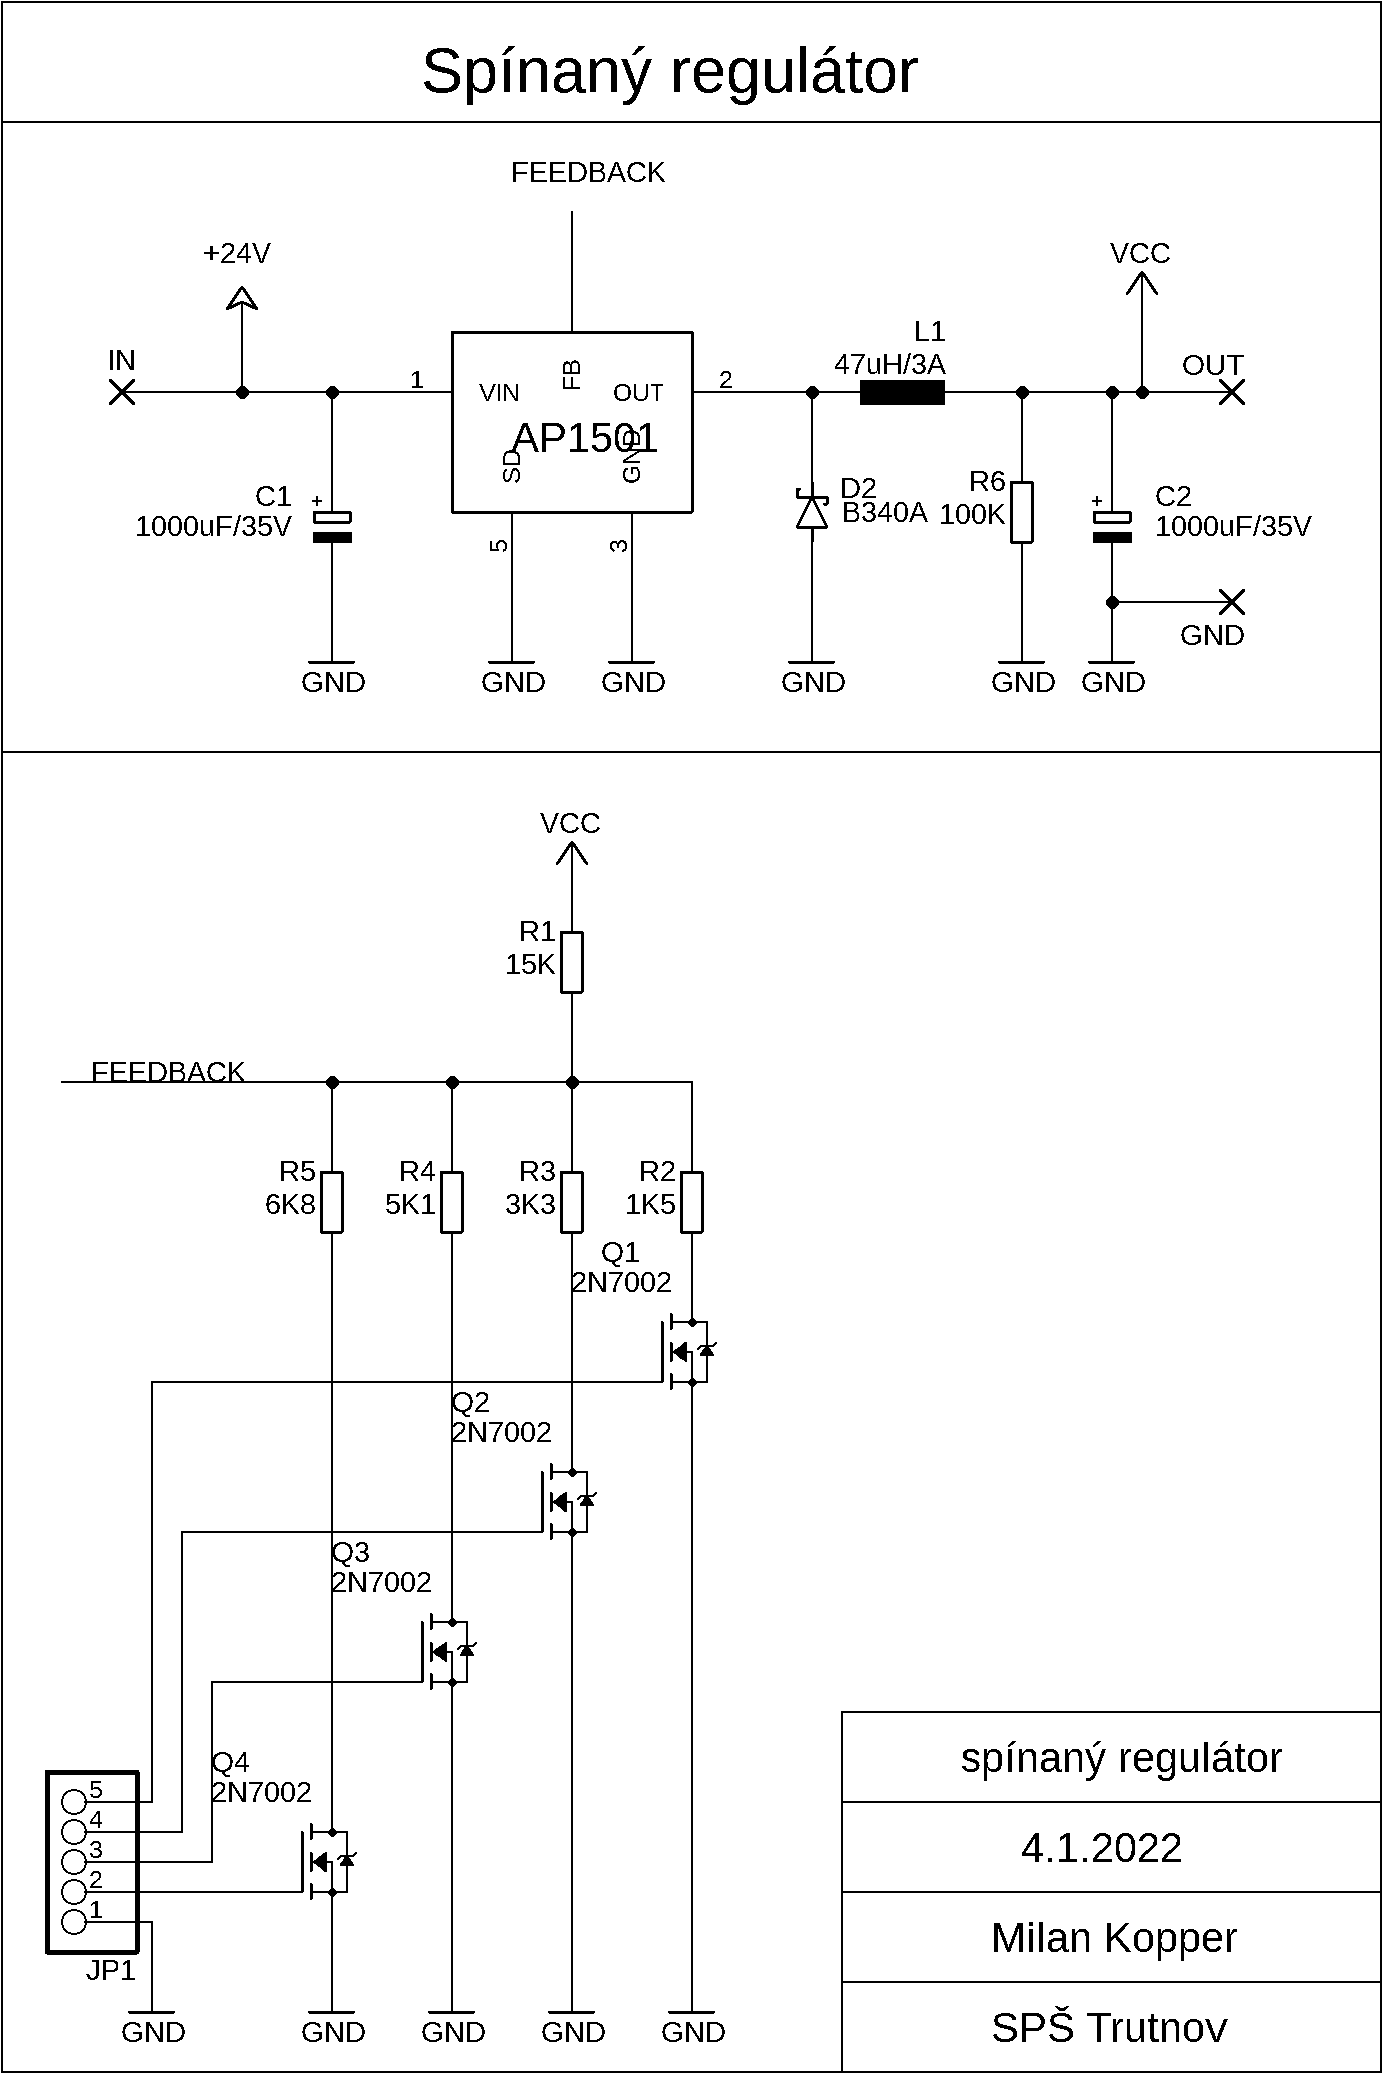 Spínaný regulátor
FEEDBACK
+24V
VCC
IN
L1
47uH/3A
OUT
1
VIN
FB
OUT
2
AP1501
SD
GND
C1
+
1000uF/35V
D2
B340A
R6
100K
+
C2
1000uF/35V
5
3
GND
GND
GND
GND
GND
GND
GND
VCC
R1
15K
FEEDBACK
R5
6K8
R4
5K1
R3
3K3
R2
1K5
Q1
2N7002
Q2
2N7002
Q3
2N7002
Q4
2N7002
5
4
3
2
1
JP1
GND
GND
GND
GND
GND
spínaný regulátor
4.1.2022
Milan Kopper
SPŠ Trutnov